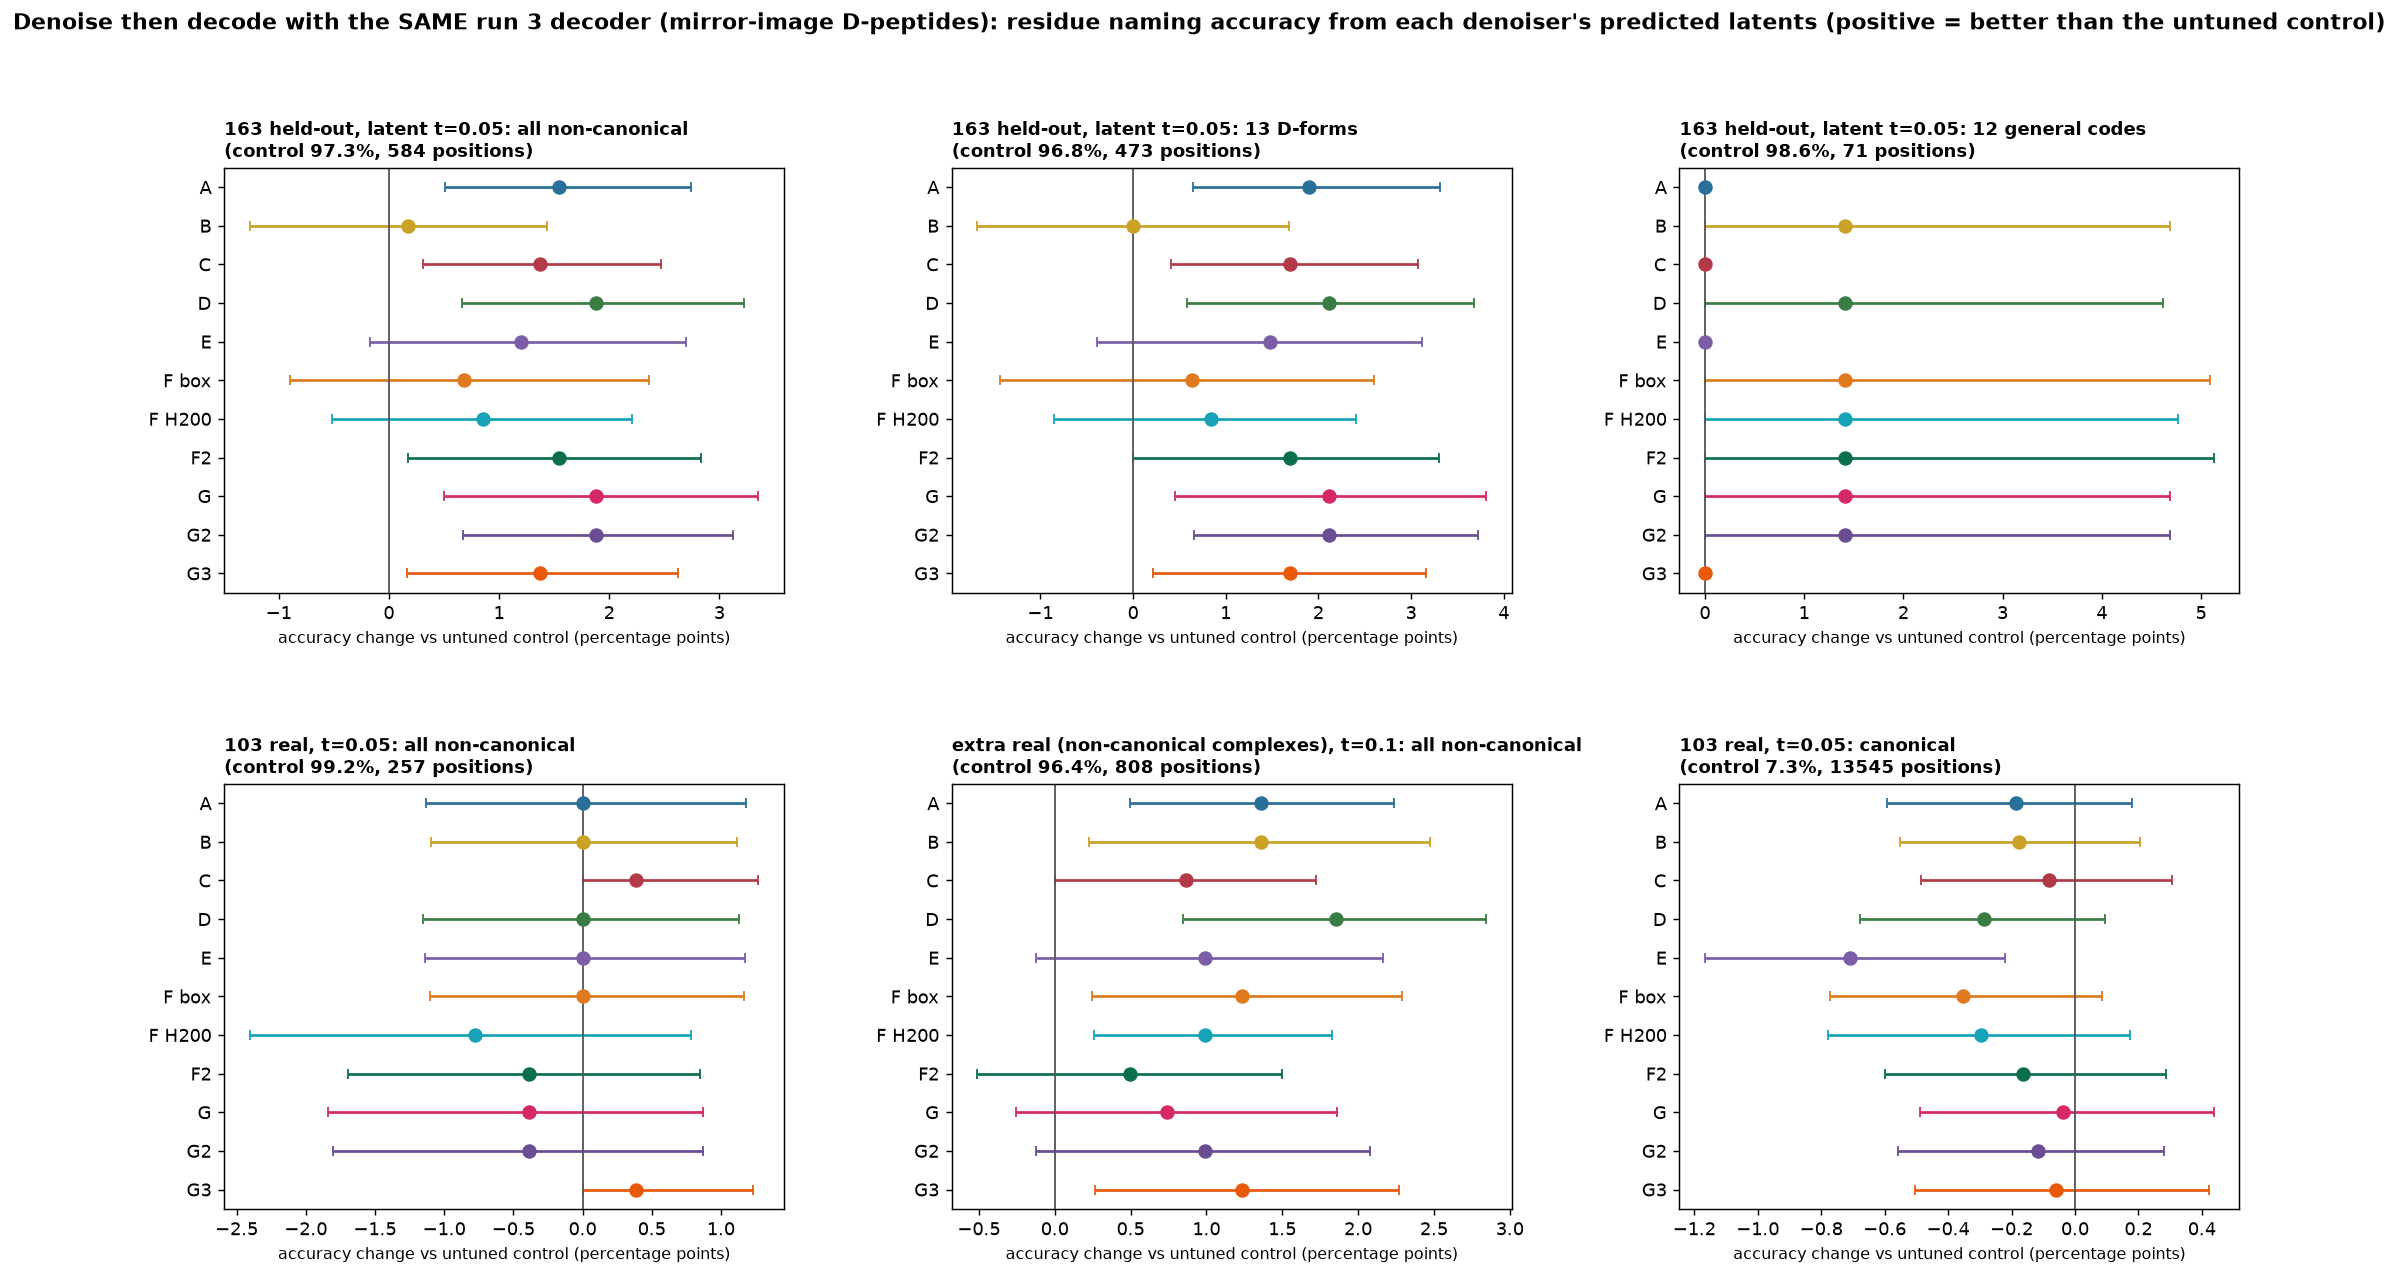 Denoise then decode with the SAME run 3 decoder (mirror-image D-peptides): residue naming accuracy from each denoiser's predicted latents (positive = better than the untuned control)
163 held-out, latent t=0.05: all non-canonical
(control 97.3%, 584 positions)
A
B
C
D
E
F box
F H200
F2
G
G2
G3
−1 0 1 2 3
accuracy change vs untuned control (percentage points)
163 held-out, latent t=0.05: 13 D-forms
(control 96.8%, 473 positions)
A
B
C
D
E
F box
F H200
F2
G
G2
G3
−1 0 1 2 3 4
accuracy change vs untuned control (percentage points)
163 held-out, latent t=0.05: 12 general codes
(control 98.6%, 71 positions)
A
B
C
D
E
F box
F H200
F2
G
G2
G3
0 1 2 3 4 5
accuracy change vs untuned control (percentage points)
103 real, t=0.05: all non-canonical
(control 99.2%, 257 positions)
A
B
C
D
E
F box
F H200
F2
G
G2
G3
−2.5 −2.0 −1.5 −1.0 −0.5 0.0 0.5 1.0
accuracy change vs untuned control (percentage points)
extra real (non-canonical complexes), t=0.1: all non-canonical
(control 96.4%, 808 positions)
A
B
C
D
E
F box
F H200
F2
G
G2
G3
−0.5 0.0 0.5 1.0 1.5 2.0 2.5 3.0
accuracy change vs untuned control (percentage points)
103 real, t=0.05: canonical
(control 7.3%, 13545 positions)
A
B
C
D
E
F box
F H200
F2
G
G2
G3
−1.2 −1.0 −0.8 −0.6 −0.4 −0.2 0.0 0.2 0.4
accuracy change vs untuned control (percentage points)